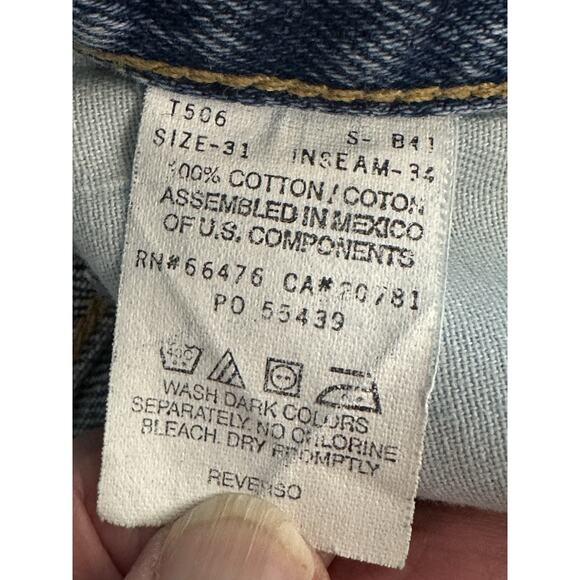 T506 S- B41
SIZE-31 INSEAM-34
100% COTTON / COTON
ASSEMBLED IN MEXICO
OF U.S. COMPONENTS
RN#66476 CA#20781
PO 55439
WASH DARK COLORS
SEPARATELY. NO CHLORINE
BLEACH. DRY PROMPTLY
REVERSO